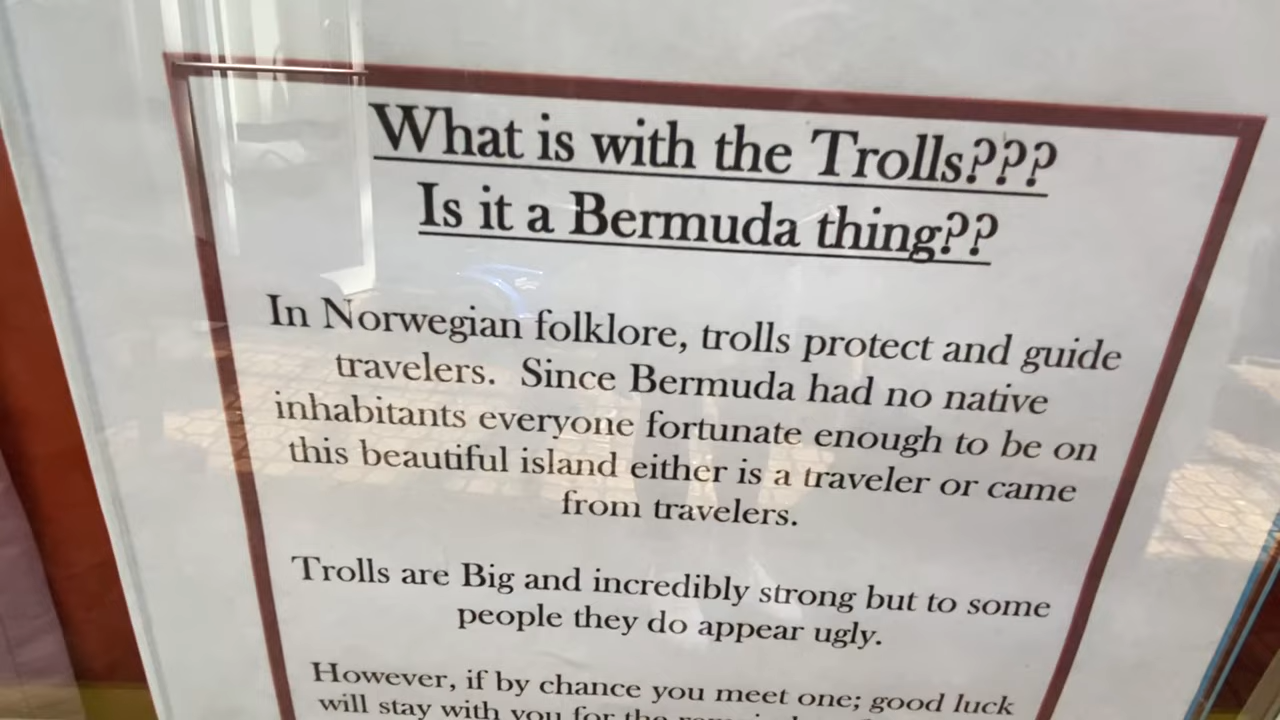 What is with the Trolls???
Is it a Bermuda thing??
In Norwegian folklore, trolls protect and guide
travelers. Since Bermuda had no native
inhabitants everyone fortunate enough to be on
this beautiful island either is a traveler or came
from travelers.
Trolls are Big and incredibly strong but to some
people they do appear ugly.
However, if by chance you meet one; good luck
will stay with you for the